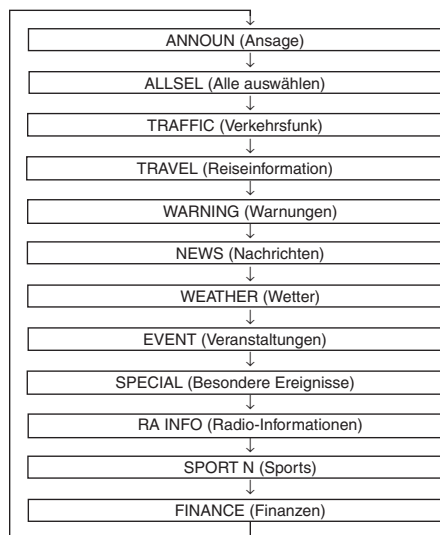 ANNOUN (Ansage)
ALLSEL (Alle auswählen)
TRAFFIC (Verkehrsfunk)
TRAVEL (Reiseinformation)
WARNING (Warnungen)
NEWS (Nachrichten)
WEATHER (Wetter)
EVENT (Veranstaltungen)
SPECIAL (Besondere Ereignisse)
RA INFO (Radio-Informationen)
SPORT N (Sports)
FINANCE (Finanzen)